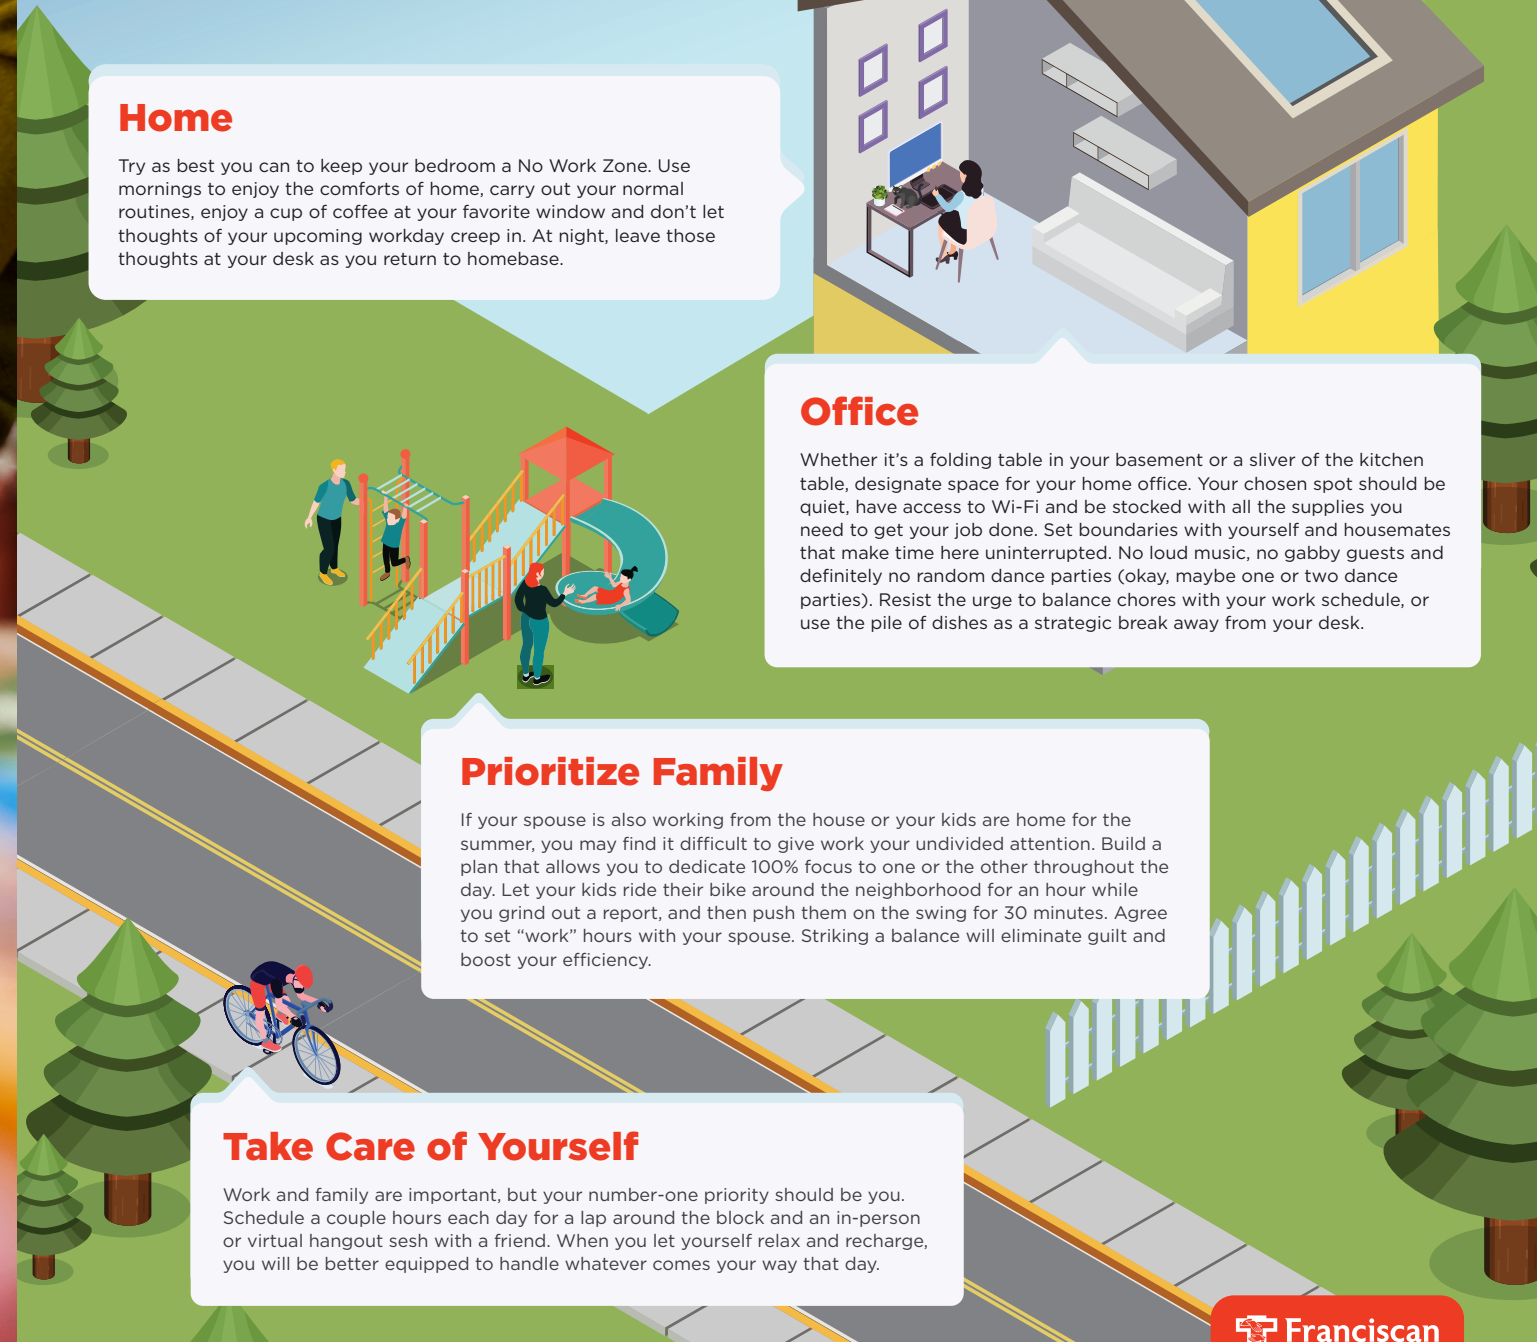 Home
Try as best you can to keep your bedroom a No Work Zone. Use
mornings to enjoy the comforts of home, carry out your normal
routines, enjoy a cup of coffee at your favorite window and don’t let
thoughts of your upcoming workday creep in. At night, leave those
thoughts at your desk as you return to homebase.
Office
Whether it’s a folding table in your basement or a sliver of the kitchen
table, designate space for your home office. Your chosen spot should be
quiet, have access to Wi-Fi and be stocked with all the supplies you
need to get your job done. Set boundaries with yourself and housemates
that make time here uninterrupted. No loud music, no gabby guests and
definitely no random dance parties (okay, maybe one or two dance
parties). Resist the urge to balance chores with your work schedule, or
use the pile of dishes as a strategic break away from your desk.
Prioritize Family
If your spouse is also working from the house or your kids are home for the
summer, you may find it difficult to give work your undivided attention. Build a
plan that allows you to dedicate 100% focus to one or the other throughout the
day. Let your kids ride their bike around the neighborhood for an hour while
you grind out a report, and then push them on the swing for 30 minutes. Agree
to set “work” hours with your spouse. Striking a balance will eliminate guilt and
boost your efficiency.
Take Care of Yourself
Work and family are important, but your number-one priority should be you.
Schedule a couple hours each day for a lap around the block and an in-person
or virtual hangout sesh with a friend. When you let yourself relax and recharge,
you will be better equipped to handle whatever comes your way that day.
Franciscan